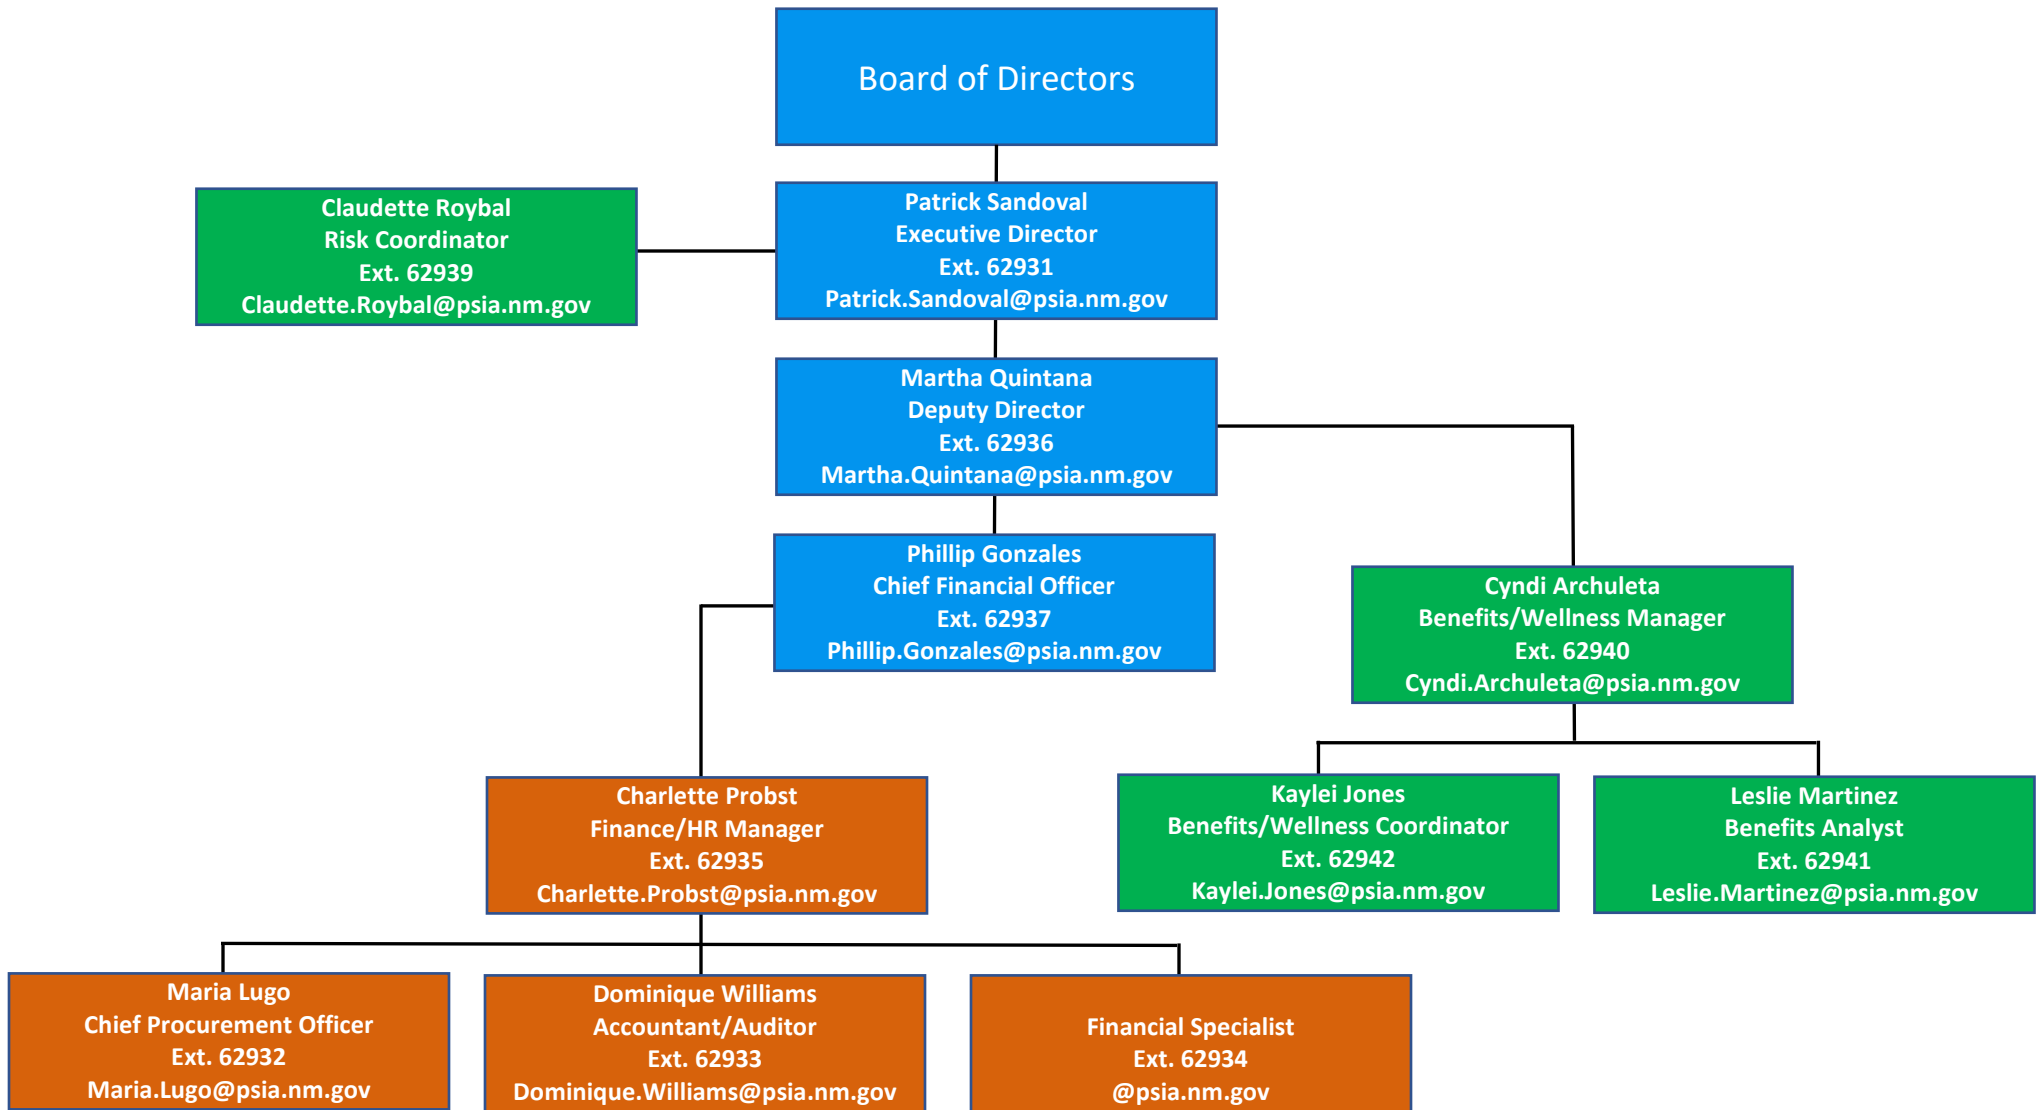 Board of Directors
Claudette Roybal
Risk Coordinator
Ext. 62939
Claudette.Roybal@psia.nm.gov
Patrick Sandoval
Executive Director
Ext. 62931
Patrick.Sandoval@psia.nm.gov
Martha Quintana
Deputy Director
Ext. 62936
Martha.Quintana@psia.nm.gov
Phillip Gonzales
Chief Financial Officer
Ext. 62937
Phillip.Gonzales@psia.nm.gov
Cyndi Archuleta
Benefits/Wellness Manager
Ext. 62940
Cyndi.Archuleta@psia.nm.gov
Charlette Probst
Finance/HR Manager
Ext. 62935
Charlette.Probst@psia.nm.gov
Kaylei Jones
Benefits/Wellness Coordinator
Ext. 62942
Kaylei.Jones@psia.nm.gov
Leslie Martinez
Benefits Analyst
Ext. 62941
Leslie.Martinez@psia.nm.gov
Maria Lugo
Chief Procurement Officer
Ext. 62932
Maria.Lugo@psia.nm.gov
Dominique Williams
Accountant/Auditor
Ext. 62933
Dominique.Williams@psia.nm.gov
Financial Specialist
Ext. 62934
@psia.nm.gov